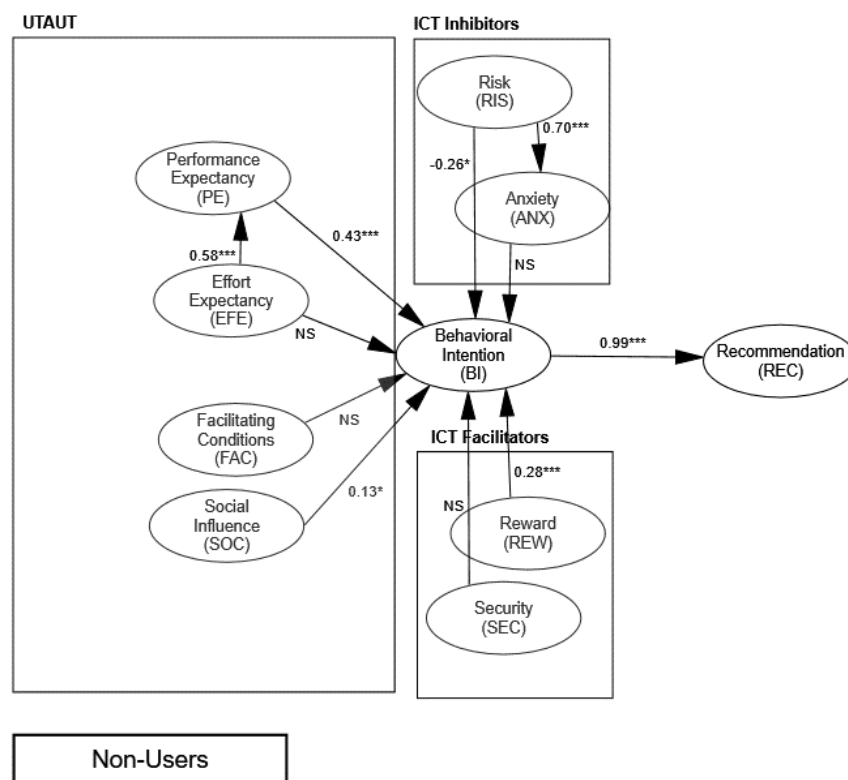 UTAUT
ICT Inhibitors
Risk
(RIS)
0.70***
-0.26*
Performance
Expectancy
(PE)
Anxiety
(ANX)
0.43***
0.58***
NS
Effort
Expectancy
(EFE)
NS
Behavioral
Intention
(BI)
0.99***
Recommendation
(REC)
Facilitating
Conditions
(FAC)
NS
ICT Facilitators
0.28***
0.13*
NS
Social
Influence
(SOC)
Reward
(REW)
Security
(SEC)
Non-Users